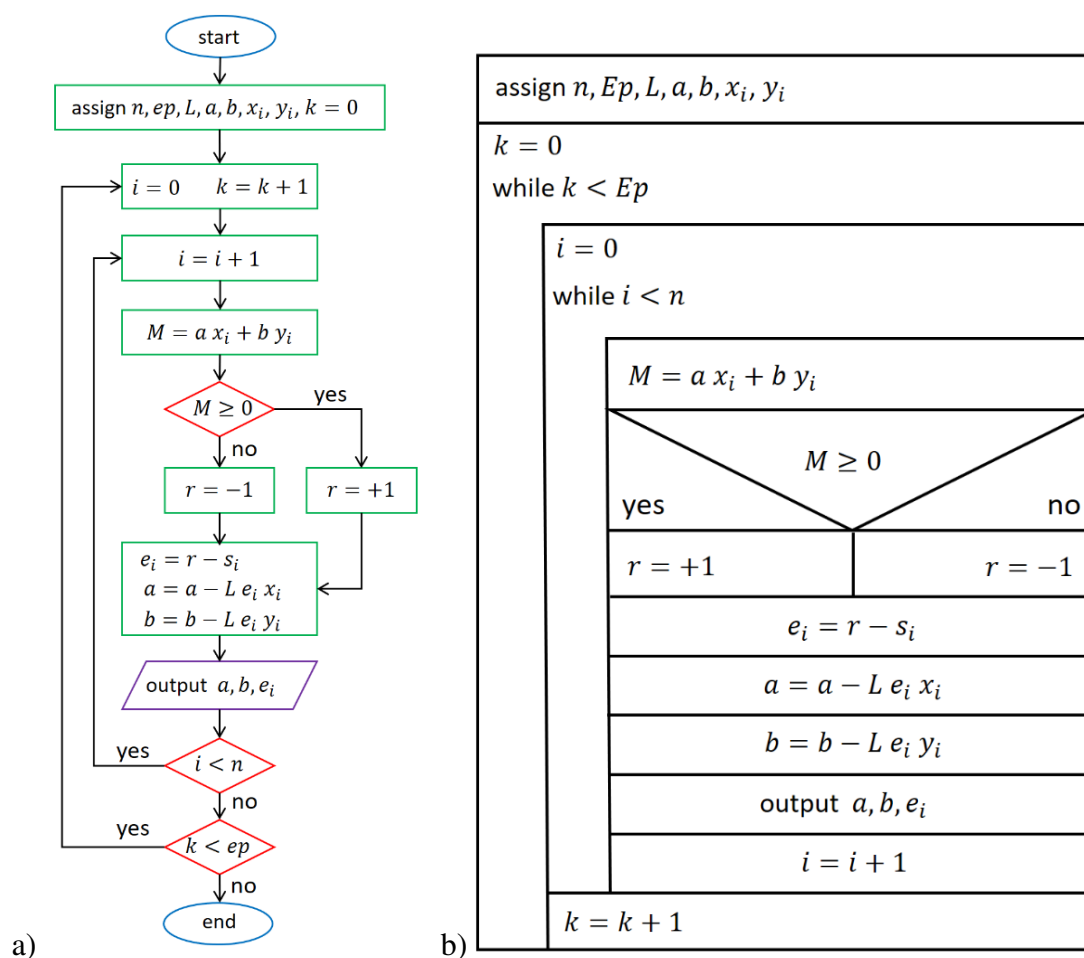 start
assign n, ep, L, a, b, xᵢ, yᵢ, k = 0
i = 0 k = k + 1
i = i + 1
M = a xᵢ + b yᵢ
M ≥ 0
yes
no
r = −1
r = +1
eᵢ = r − sᵢ
a = a − L eᵢ xᵢ
b = b − L eᵢ yᵢ
output a, b, eᵢ
yes
i < n
no
yes
k < ep
no
end
a)
assign n, Ep, L, a, b, xᵢ, yᵢ
k = 0
while k < Ep
i = 0
while i < n
M = a xᵢ + b yᵢ
M ≥ 0
yes
no
r = +1
r = −1
eᵢ = r − sᵢ
a = a − L eᵢ xᵢ
b = b − L eᵢ yᵢ
output a, b, eᵢ
i = i + 1
k = k + 1
b)